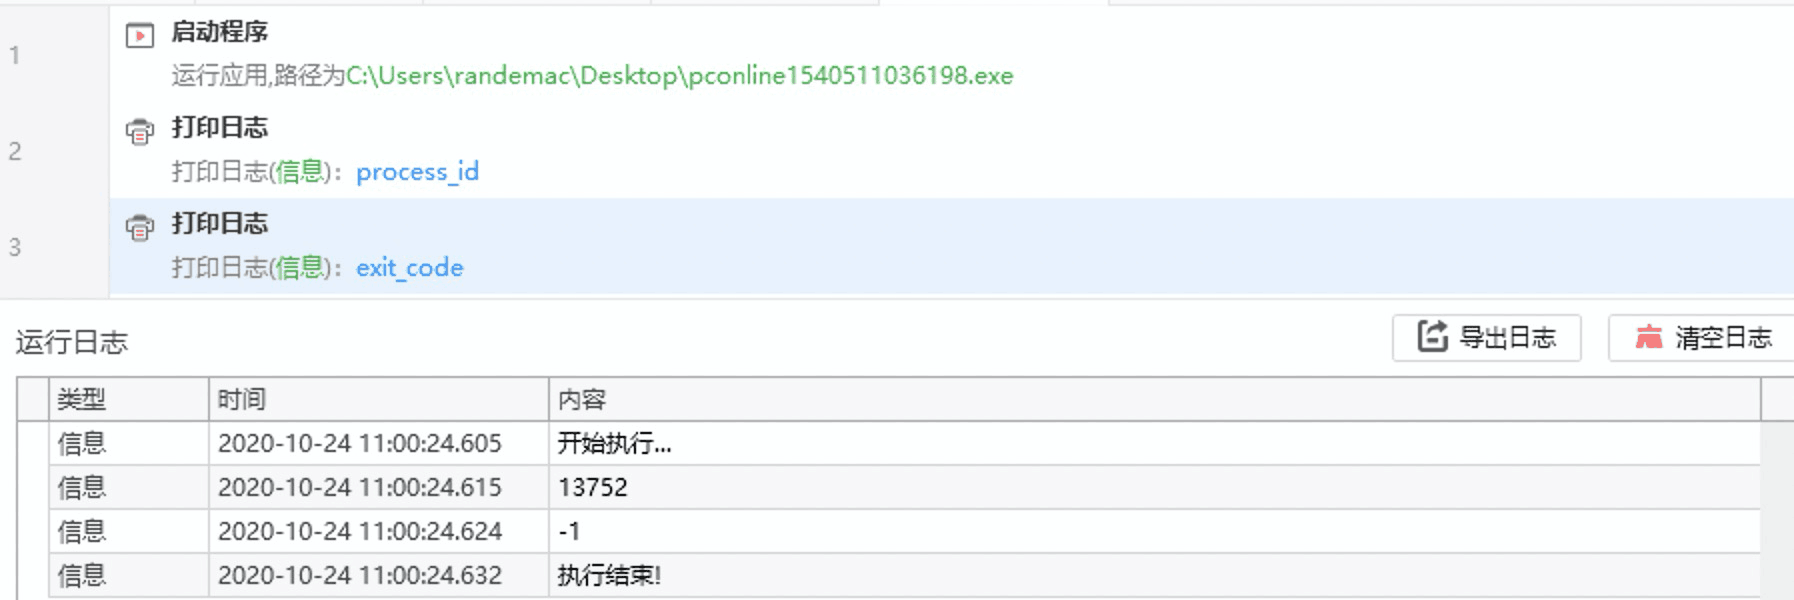 1
启动程序
运行应用,路径为C:\Users\randemac\Desktop\pconline1540511036198.exe
2
打印日志
打印日志(信息)：process_id
3
打印日志
打印日志(信息)：exit_code
运行日志 导出日志 清空日志
类型 时间 内容
信息 2020-10-24 11:00:24.605 开始执行...
信息 2020-10-24 11:00:24.615 13752
信息 2020-10-24 11:00:24.624 -1
信息 2020-10-24 11:00:24.632 执行结束!